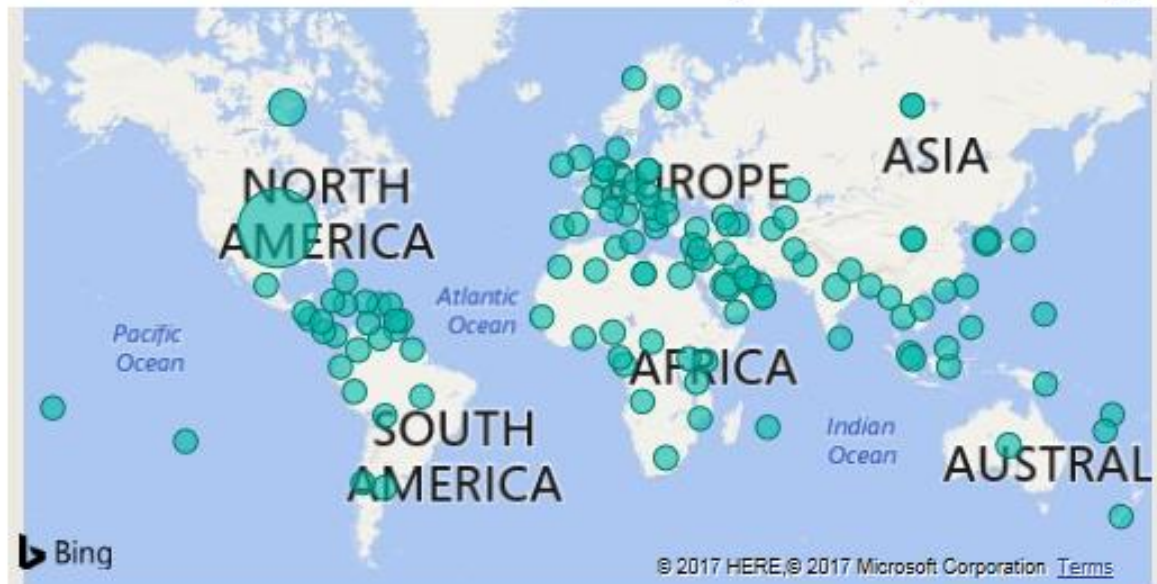 ASIA
NORTH
AMERICA
UROPE
Atlantic
Ocean
Pacific
Ocean
AFRICA
SOUTH
AMERICA
Indian
Ocean
AUSTRAL
Bing
© 2017 HERE,© 2017 Microsoft Corporation Terms